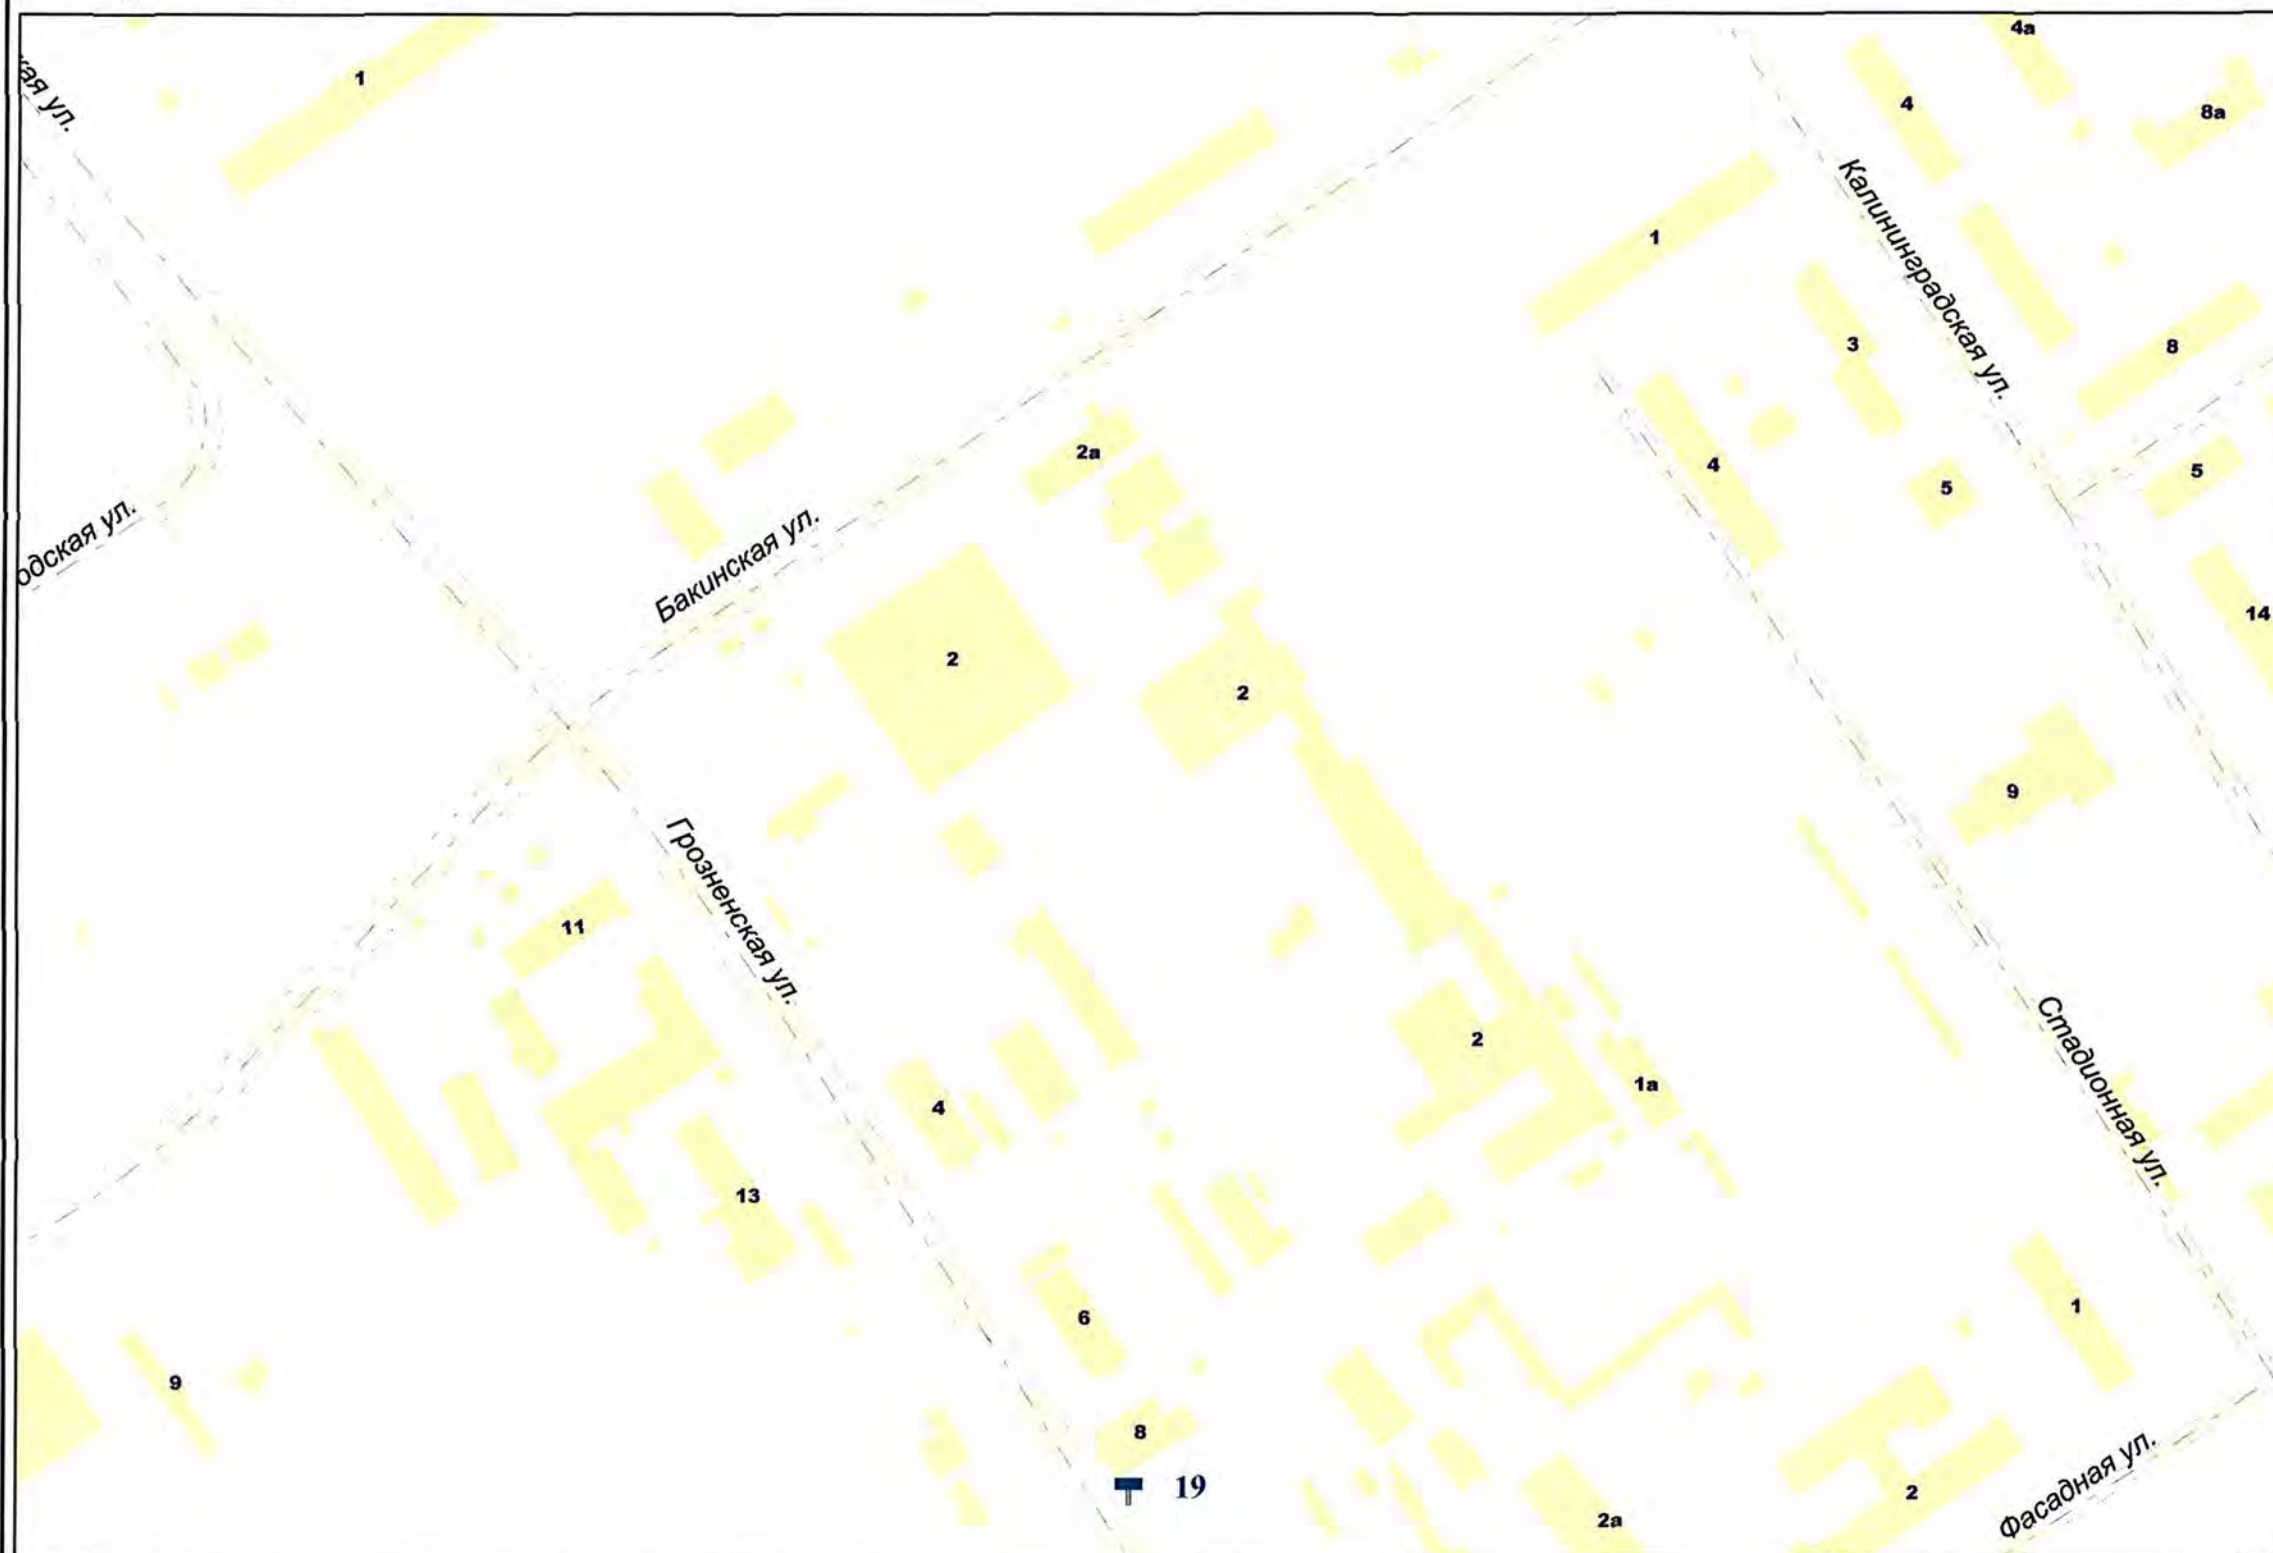 4а
кая ул.
1
4
8а
Калининградская ул.
1
3
8
2а
4
5
5
одская ул.
Бакинская ул.
14
2
2
9
Грозненская ул.
11
Стадионная ул.
2
1а
4
13
1
6
9
8
19
2
Фасадная ул.
2а